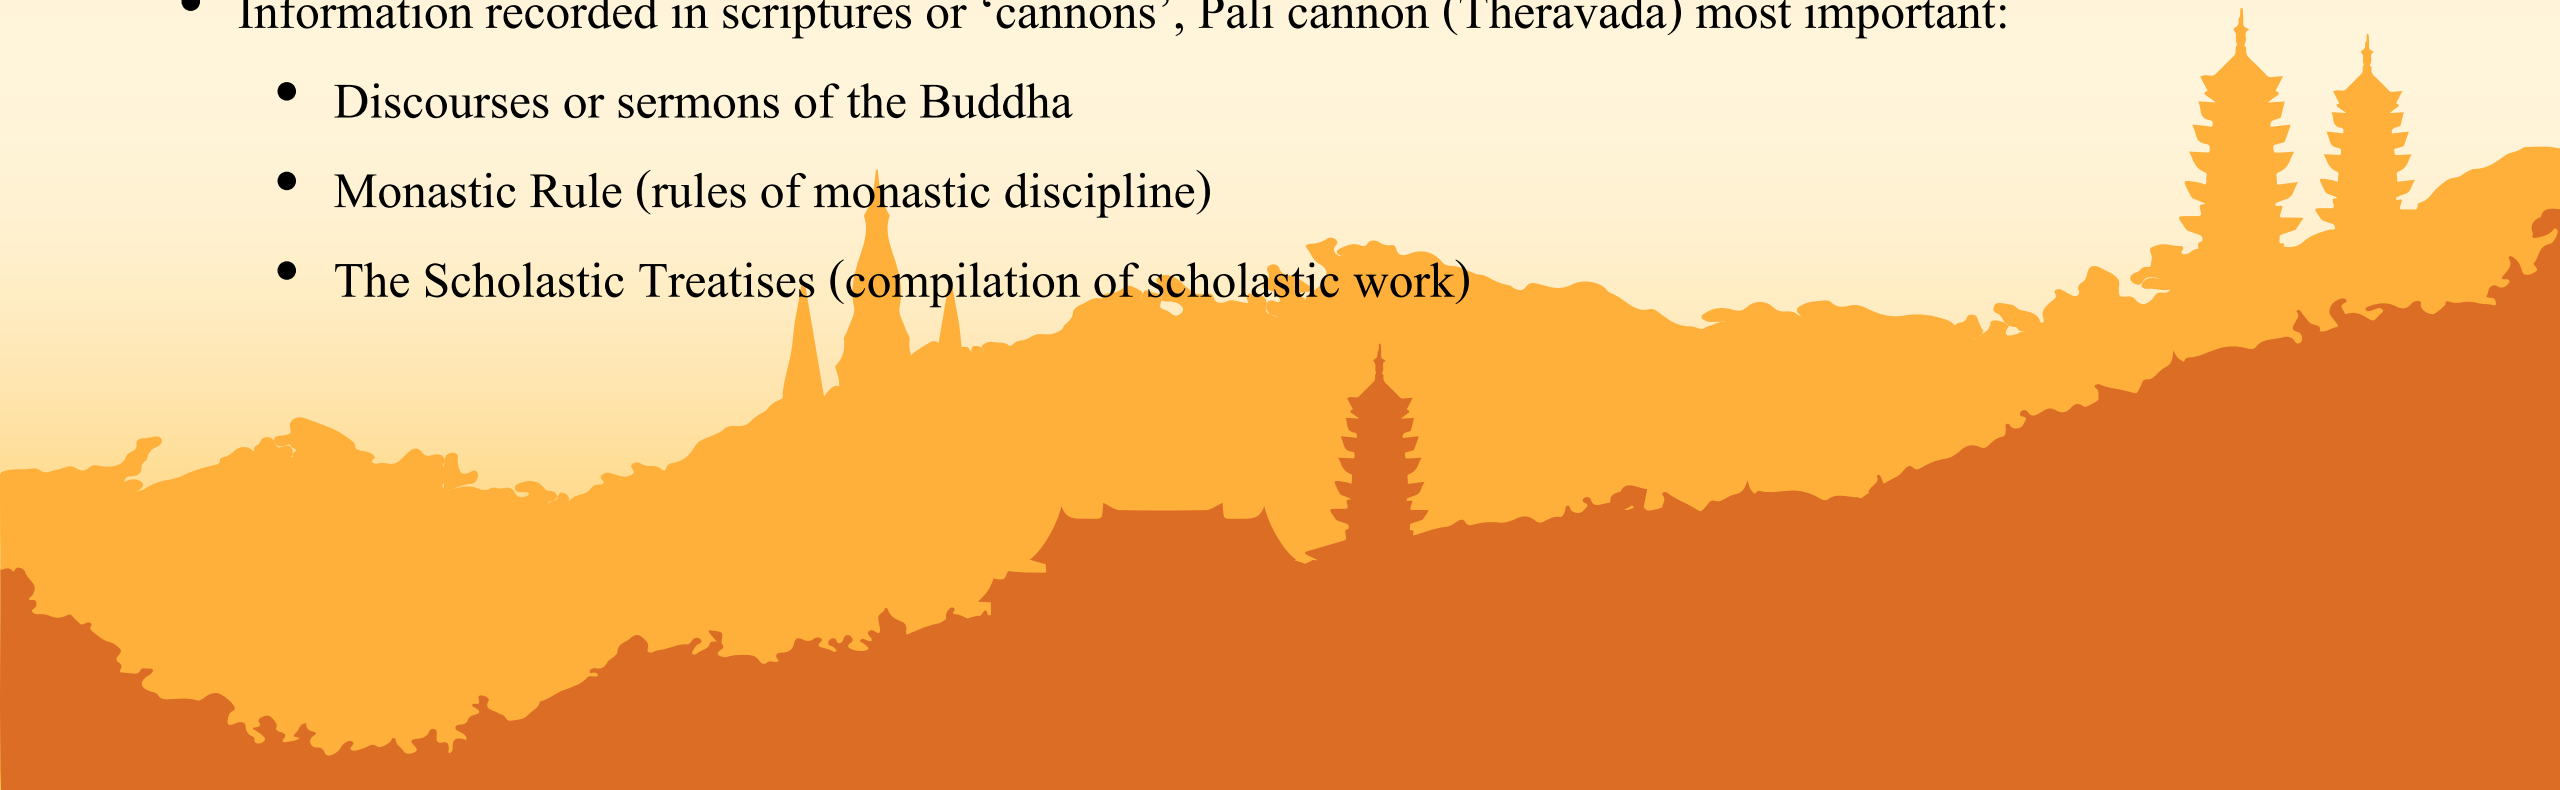 • Information recorded in scriptures or ‘cannons’, Pali cannon (Theravada) most important:
• Discourses or sermons of the Buddha
• Monastic Rule (rules of monastic discipline)
• The Scholastic Treatises (compilation of scholastic work)